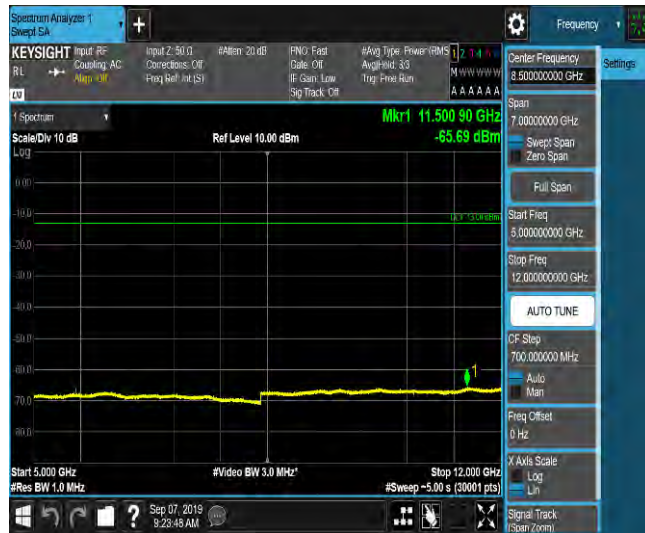 Spectrum Analyzer 1
Swept SA
+
Frequency
KEYSIGHT Input: RF
RL
Coupling: AC
Align: Off
Input Z: 50 Ω
Corrections: Off
Freq Ref: Int (S)
#Atten: 20 dB
PNO: Fast
Gate: Off
IF Gain: Low
Sig Track: Off
#Avg Type: Power (RMS
Avg|Hold: 3/3
Trig: Free Run
M W W W W W
A A A A A A
LV
1 Spectrum
Scale/Div 10 dB
Log
Ref Level 10.00 dBm
Mkr1 11.500 90 GHz
-65.69 dBm
0.00
-10.0
-20.0
-30.0
-40.0
-50.0
-60.0
-70.0
-80.0
1
Start 5.000 GHz
#Res BW 1.0 MHz
#Video BW 3.0 MHz*
Stop 12.000 GHz
#Sweep ~5.00 s (30001 pts)
?
Sep 07, 2019
9:23:48 AM
Center Frequency
8.500000000 GHz
Settings
Span
7.00000000 GHz
Swept Span
Zero Span
Full Span
Start Freq
5.000000000 GHz
Stop Freq
12.000000000 GHz
AUTO TUNE
CF Step
700.000000 MHz
Auto
Man
Freq Offset
0 Hz
X Axis Scale
Log
Lin
Signal Track
(Span Zoom)